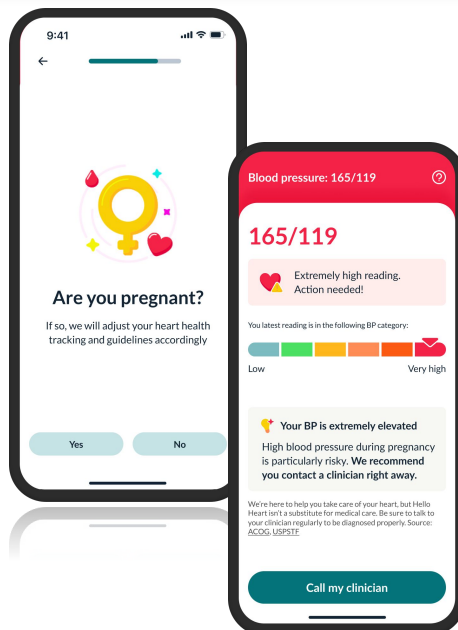 9:41
Are you pregnant?
If so, we will adjust your heart health
tracking and guidelines accordingly
Yes
No
Blood pressure: 165/119
?
165/119
Extremely high reading.
Action needed!
You latest reading is in the following BP category:
Low
Very high
Your BP is extremely elevated
High blood pressure during pregnancy
is particularly risky. We recommend
you contact a clinician right away.
We're here to help you take care of your heart, but Hello
Heart isn't a substitute for medical care. Be sure to talk to
your clinician regularly to be diagnosed properly. Source:
ACOG, USPSTF
Call my clinician